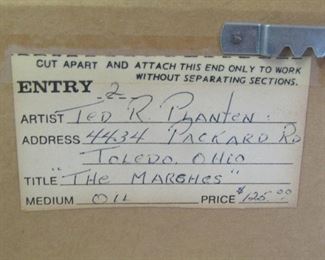 CUT APART AND ATTACH THIS END ONLY TO WORK
WITHOUT SEPARATING SECTIONS.
ENTRY -2-
ARTIST TED R. PLANTEN.
ADDRESS 4434 PACKARD RD
TOLEDO, OHIO
TITLE "THE MARSHES"
MEDIUM OIL PRICE $125.00